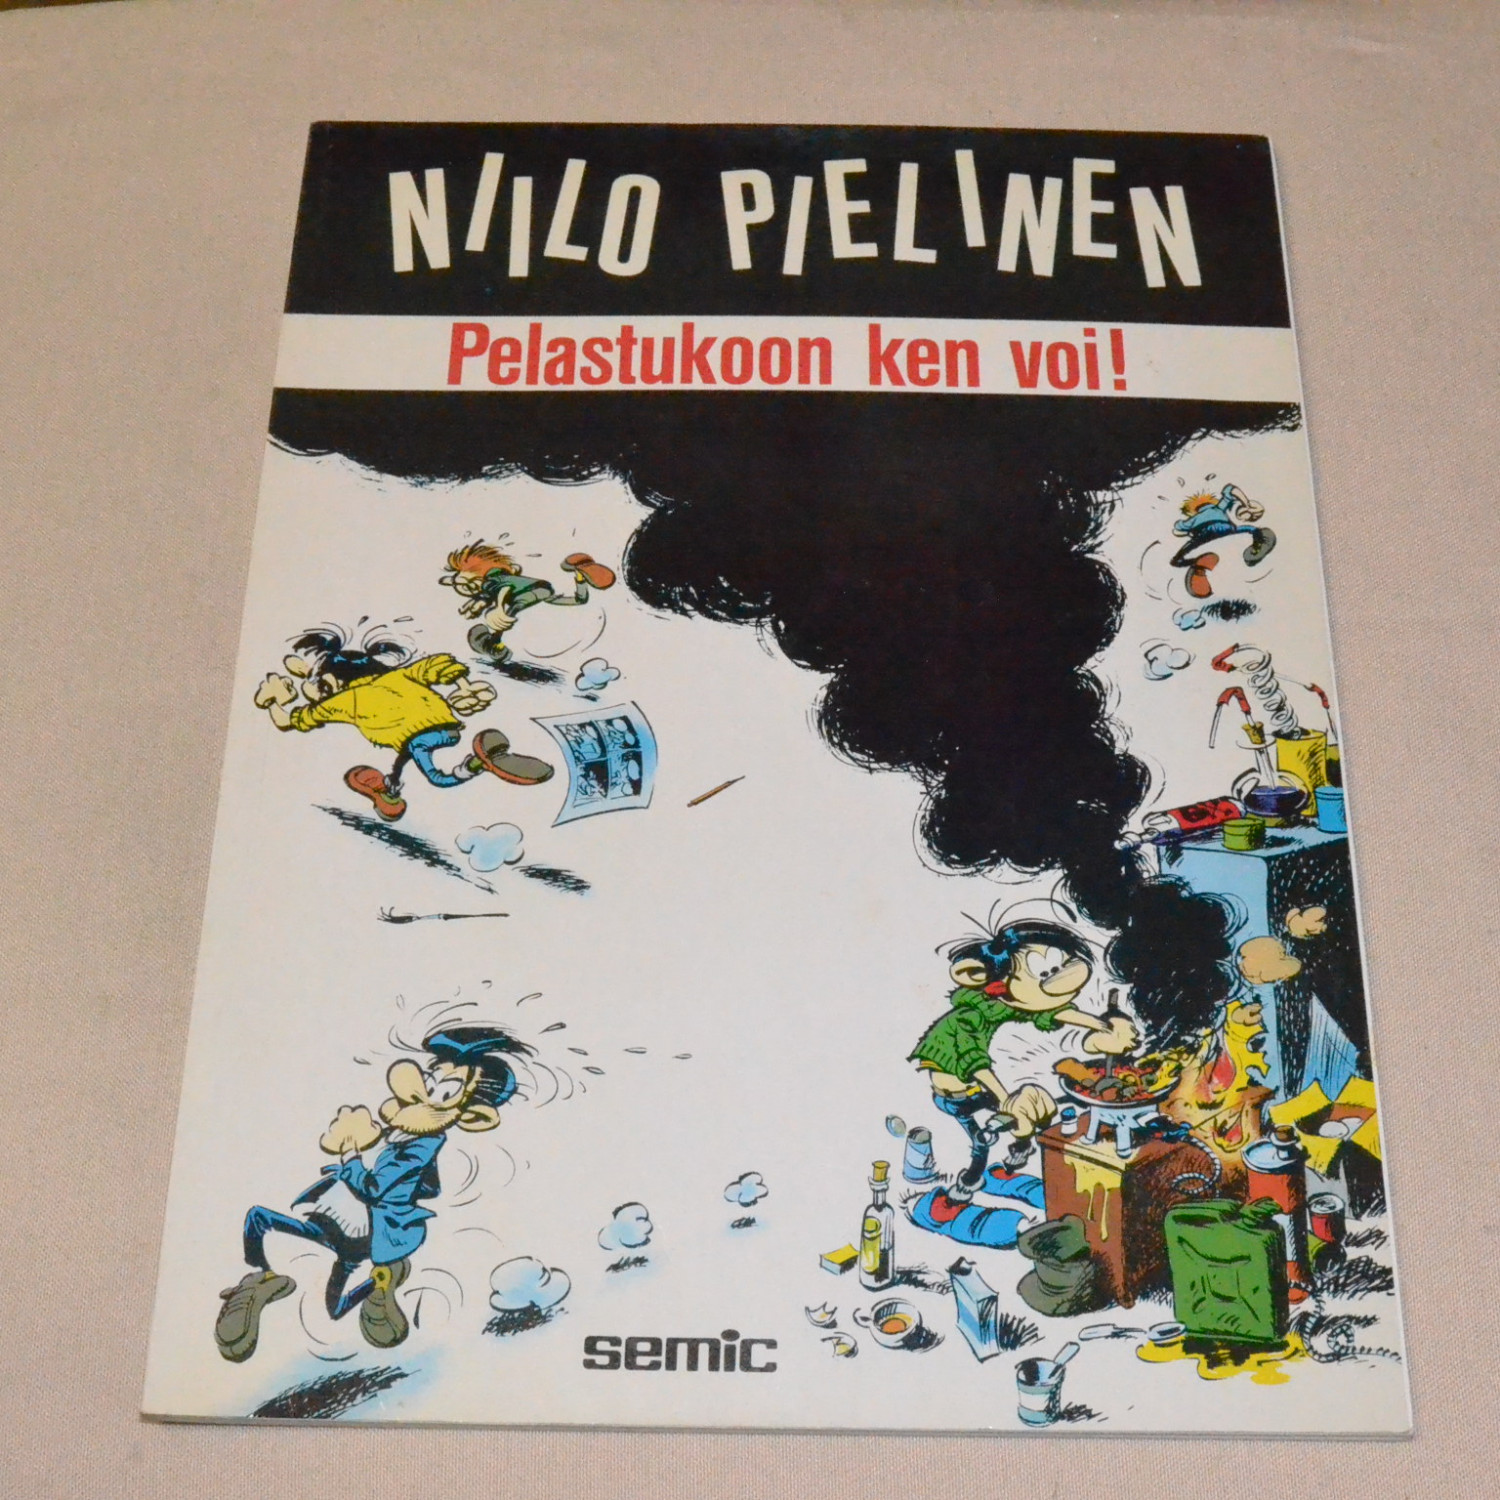 NIILO PIELINEN
Pelastukoon ken voi!
semic